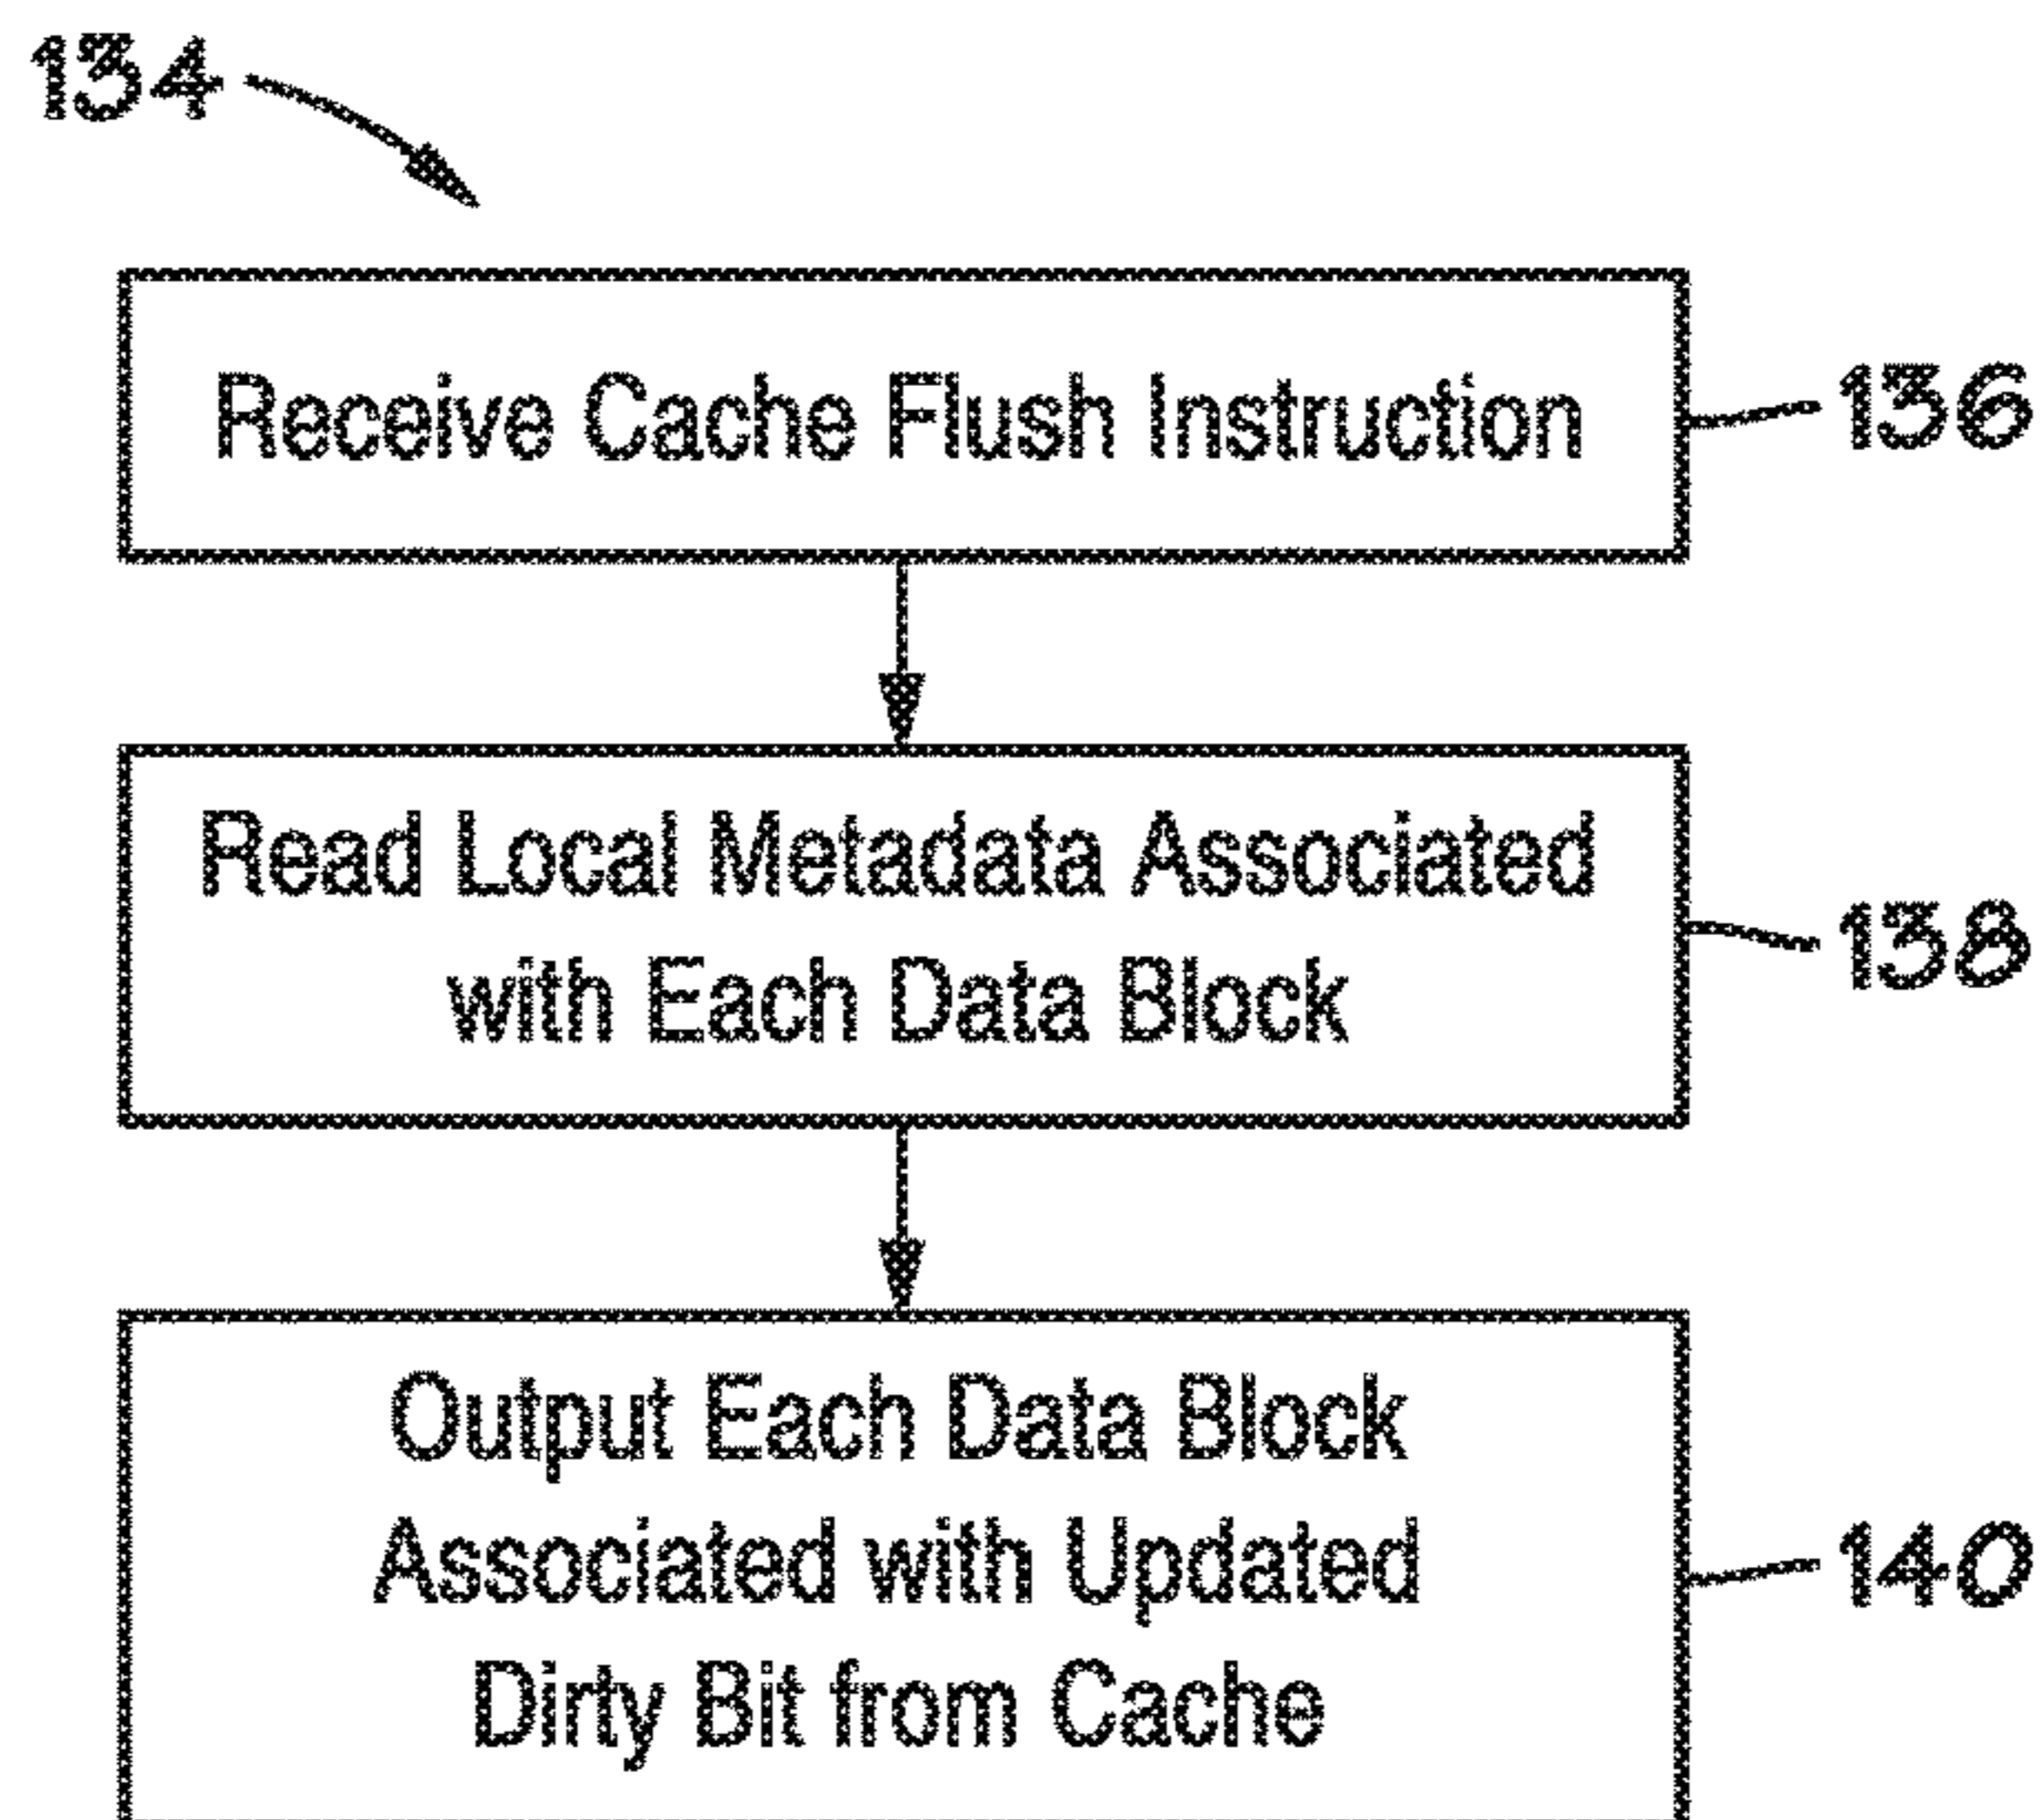 134
Receive Cache Flush Instruction
136
Read Local Metadata Associated
with Each Data Block
138
Output Each Data Block
Associated with Updated
Dirty Bit from Cache
140